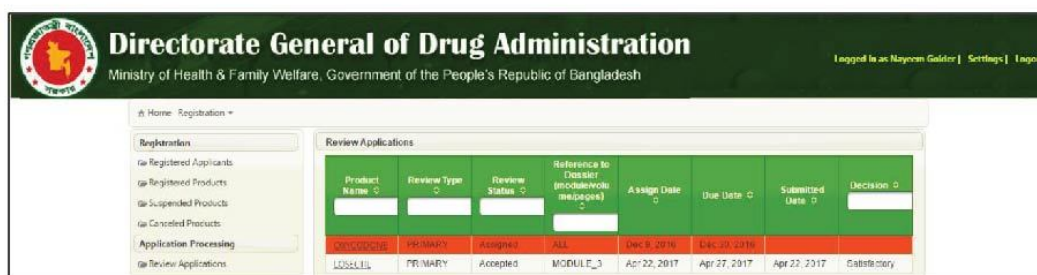 Directorate General of Drug Administration
Ministry of Health & Family Welfare, Government of the People's Republic of Bangladesh
Logged in as Nayeem Golder | Settings | Logo
Home Registration
Registration
Registered Applicants
Registered Products
Suspended Products
Canceled Products
Application Processing
Review Applications
Review Applications
Product Name Review Type Review Status Reference to Dossier (module/volume/pages) Assign Date Due Date Submitted Date Decision
PRIMARY Assigned ALL Dec 9, 2016 Dec 30, 2016
LOSECTIL PRIMARY Accepted MODULE_3 Apr 22, 2017 Apr 27, 2017 Apr 22, 2017 Satisfactory